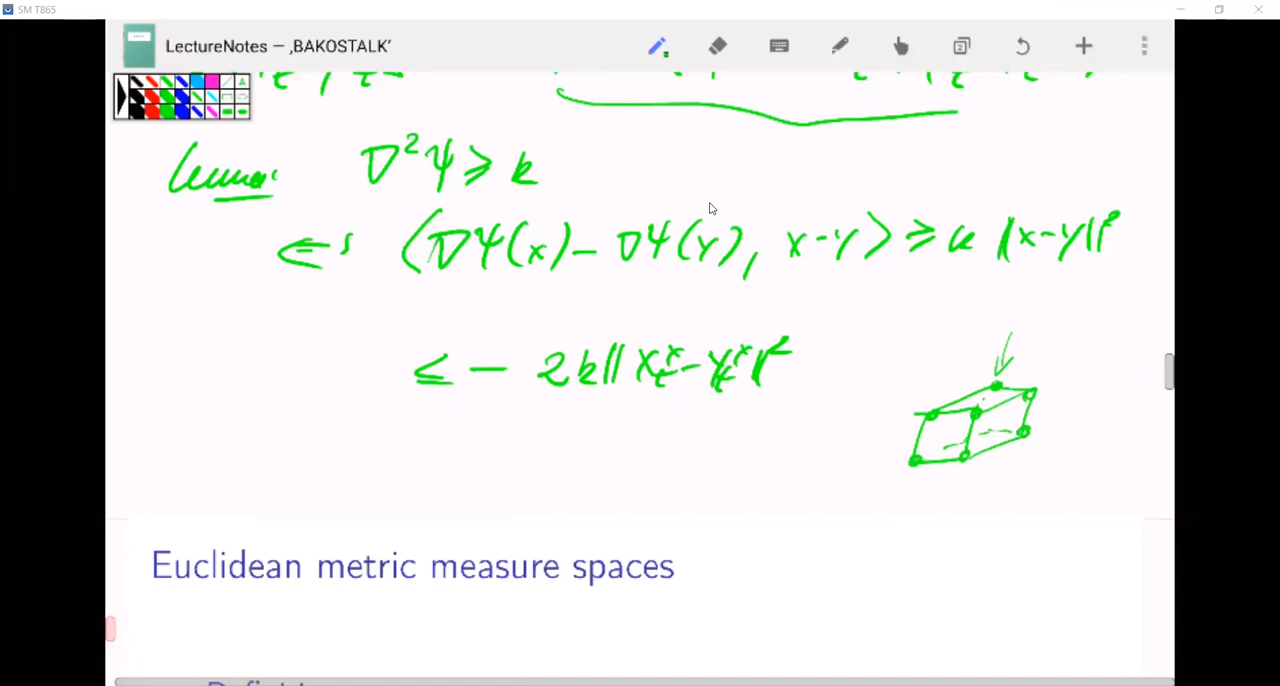 SM T865
LectureNotes – ‚BAKOSTALK‘
Lemma: ∇²Ψ ≥ k
⟨∇Ψ(x) – ∇Ψ(y), x-y⟩ ≥ k ‖x-y‖²
≤ – 2k‖X_t^x – Y_t^x‖²
Euclidean metric measure spaces